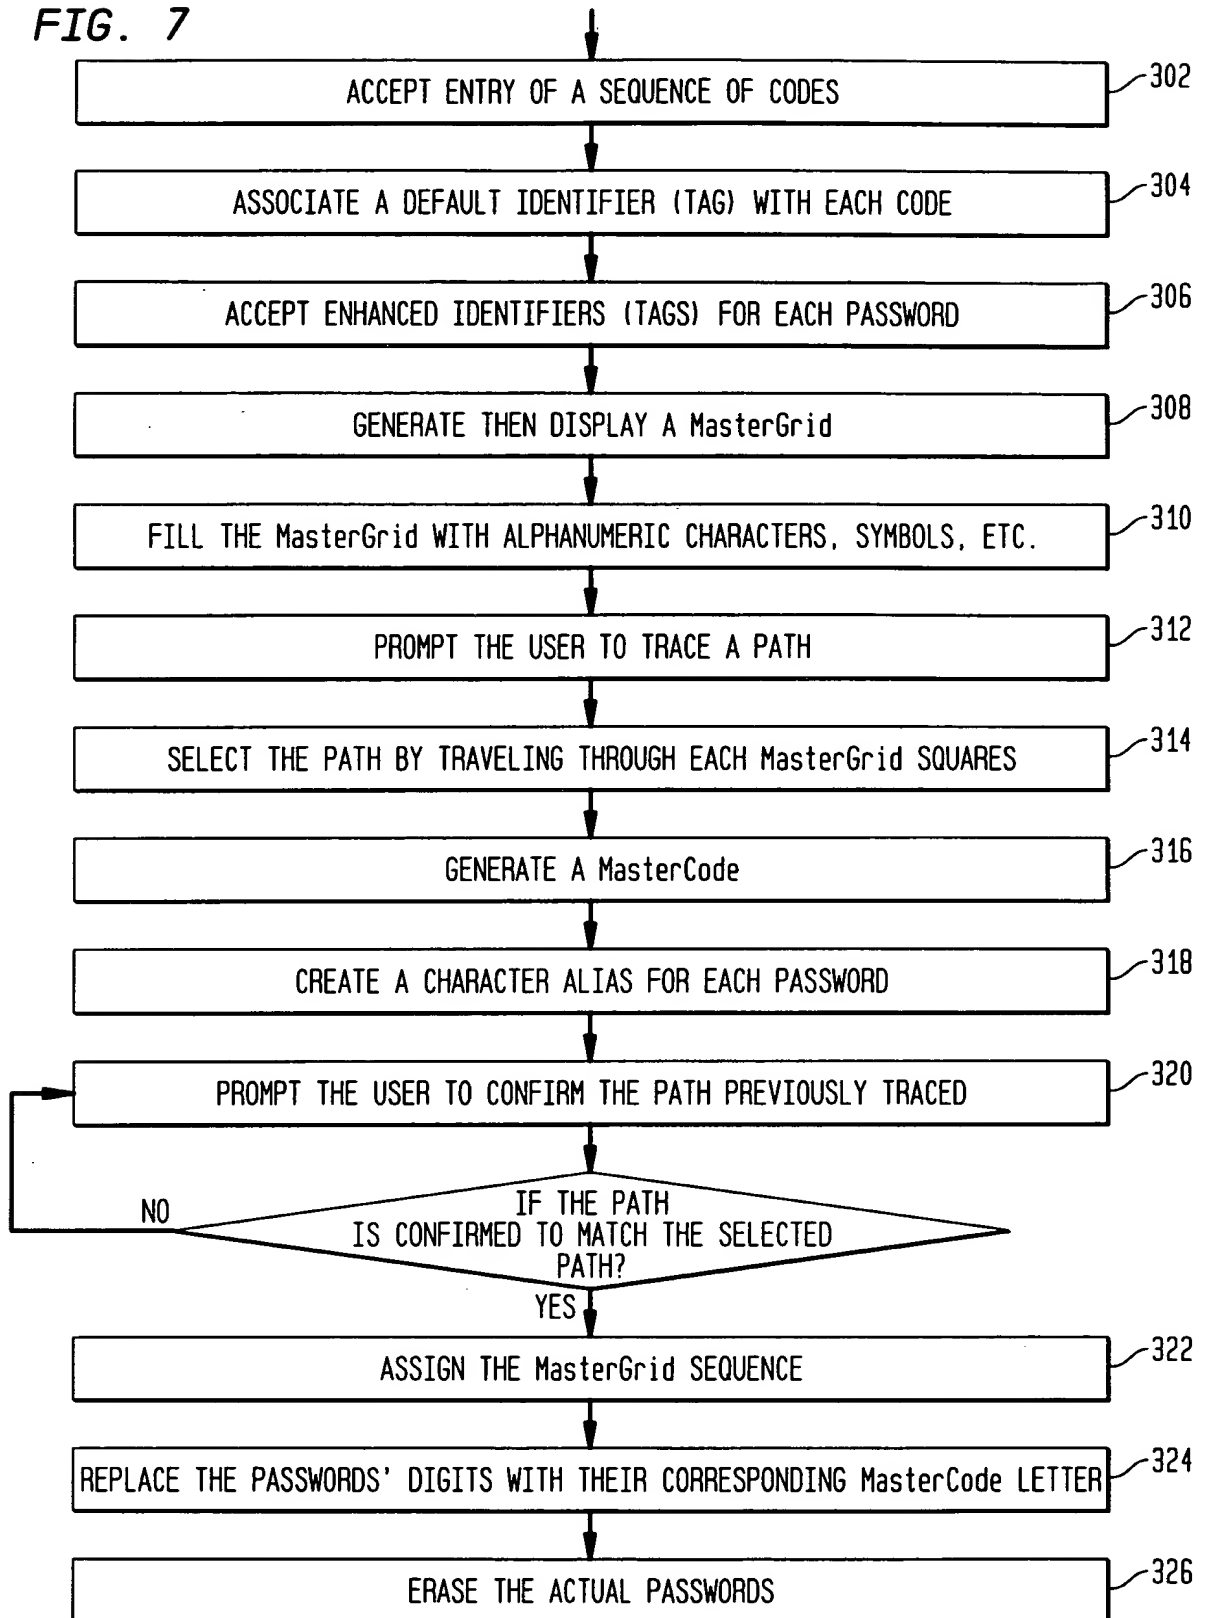 FIG. 7
ACCEPT ENTRY OF A SEQUENCE OF CODES
302
ASSOCIATE A DEFAULT IDENTIFIER (TAG) WITH EACH CODE
304
ACCEPT ENHANCED IDENTIFIERS (TAGS) FOR EACH PASSWORD
306
GENERATE THEN DISPLAY A MasterGrid
308
FILL THE MasterGrid WITH ALPHANUMERIC CHARACTERS, SYMBOLS, ETC.
310
PROMPT THE USER TO TRACE A PATH
312
SELECT THE PATH BY TRAVELING THROUGH EACH MasterGrid SQUARES
314
GENERATE A MasterCode
316
CREATE A CHARACTER ALIAS FOR EACH PASSWORD
318
PROMPT THE USER TO CONFIRM THE PATH PREVIOUSLY TRACED
320
NO
IF THE PATH
IS CONFIRMED TO MATCH THE SELECTED
PATH?
YES
ASSIGN THE MasterGrid SEQUENCE
322
REPLACE THE PASSWORDS' DIGITS WITH THEIR CORRESPONDING MasterCode LETTER
324
ERASE THE ACTUAL PASSWORDS
326